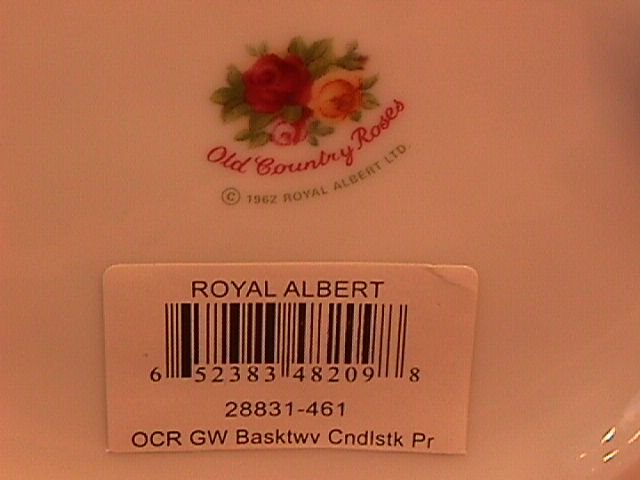 Old Country Roses
© 1962 ROYAL ALBERT LTD.
ROYAL ALBERT
6 52383 48209 8
28831-461
OCR GW Basktwv Cndlstk Pr